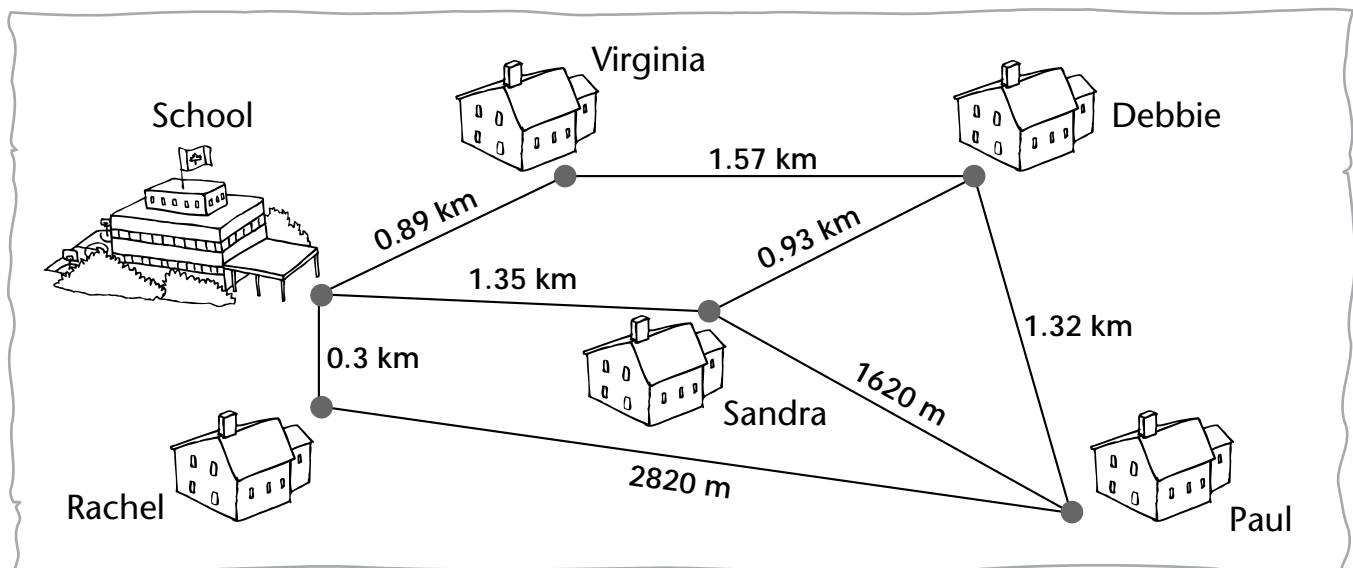 Virginia
School
Debbie
1.57 km
0.89 km
0.93 km
1.35 km
1.32 km
0.3 km
1620 m
Sandra
2820 m
Rachel
Paul